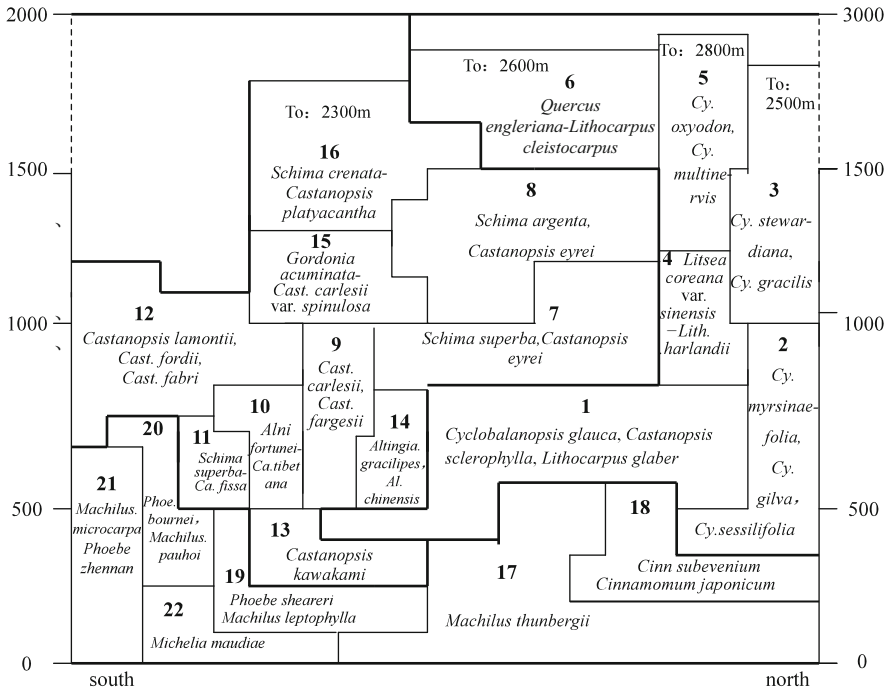 2000
3000
To: 2600m
6
Quercus
engleriana-Lithocarpus
cleistocarpus
To: 2800m
5
Cy.
oxyodon,
Cy.
multine-
rvis
To:
2500m
To: 2300m
16
Schima crenata-
Castanopsis
platyacantha
1500
1500
8
Schima argenta,
Castanopsis eyrei
3
Cy. stewar-
diana,
Cy. gracilis
15
Gordonia
acuminata-
Cast. carlesii
var. spinulosa
4 Litsea
coreana
var.
sinensis
–Lith.
harlandii
12
Castanopsis lamontii,
Cast. fordii,
Cast. fabri
7
Schima superba,Castanopsis
eyrei
1000
1000
9
Cast.
carlesii,
Cast.
fargesii
2
Cy.
myrsinae-
folia,
Cy.
gilva,
Cy.sessilifolia
10
Alni
fortunei-
Ca.tibet
ana
14
Altingia.
gracilipes,
Al.
chinensis
1
Cyclobalanopsis glauca, Castanopsis
sclerophylla, Lithocarpus glaber
20
Phoe.
bournei,
Machilus.
pauhoi
11
Schima
superba-
Ca. fissa
21
Machilus.
microcarpa
Phoebe
zhennan
500
500
13
Castanopsis
kawakami
18
Cinn subevenium
Cinnamomum japonicum
19
Phoebe sheareri
Machilus leptophylla
17
Machilus thunbergii
22
Michelia maudiae
0
0
south
north